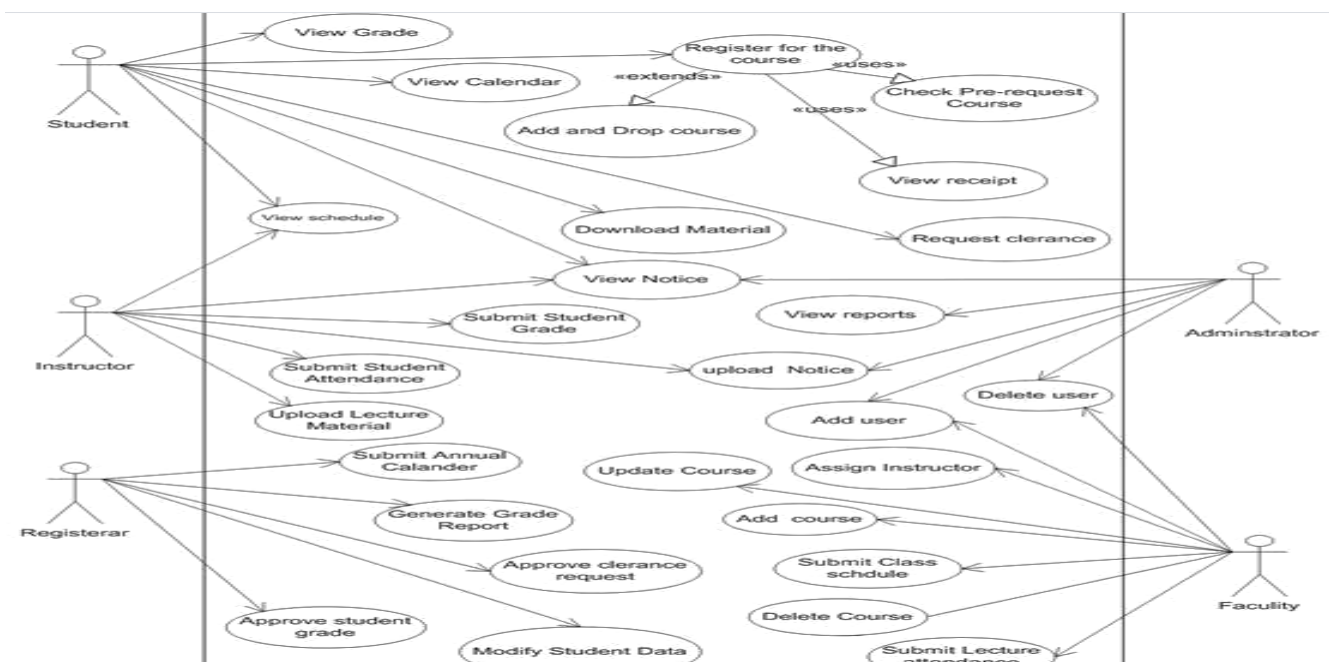 View Grade
Register for the
course
«uses»
«extends»
View Calendar
Check Pre-request
Course
Student
Add and Drop course
«uses»
View receipt
View schedule
Download Material
Request clerance
View Notice
Submit Student
Grade
View reports
Adminstrator
Instructor
Submit Student
Attendance
upload Notice
Delete user
Upload Lecture
Material
Add user
Submit Annual
Calander
Update Course
Assign Instructor
Generate Grade
Report
Add course
Registerar
Approve clerance
request
Submit Class
schdule
Faculity
Approve student
grade
Delete Course
Modify Student Data
Submit Lecture
attendance